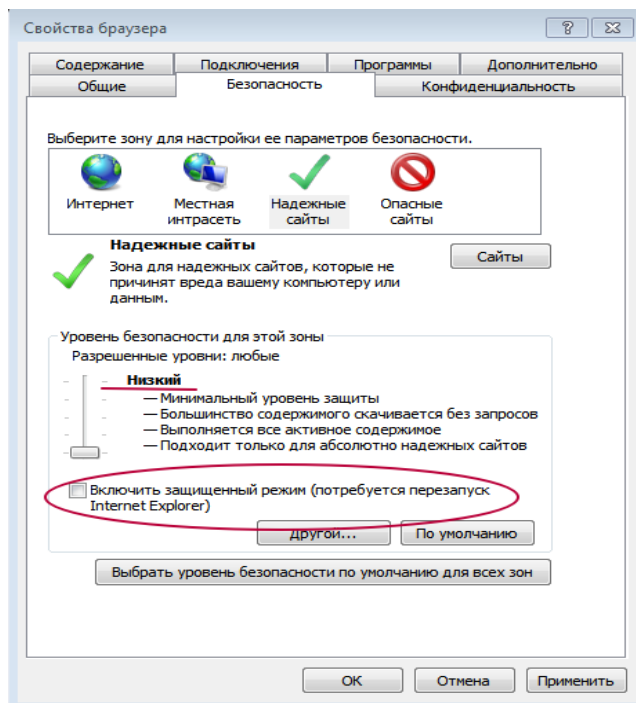 Свойства браузера
Содержание Подключения Программы Дополнительно
Общие Безопасность Конфиденциальность
Выберите зону для настройки ее параметров безопасности.
Интернет Местная интрасеть Надежные сайты Опасные сайты
Надежные сайты
Сайты
Зона для надежных сайтов, которые не
причинят вреда вашему компьютеру или
данным.
Уровень безопасности для этой зоны
Разрешенные уровни: любые
Низкий
— Минимальный уровень защиты
— Большинство содержимого скачивается без запросов
— Выполняется все активное содержимое
— Подходит только для абсолютно надежных сайтов
Включить защищенный режим (потребуется перезапуск
Internet Explorer)
Другой... По умолчанию
Выбрать уровень безопасности по умолчанию для всех зон
ОК Отмена Применить